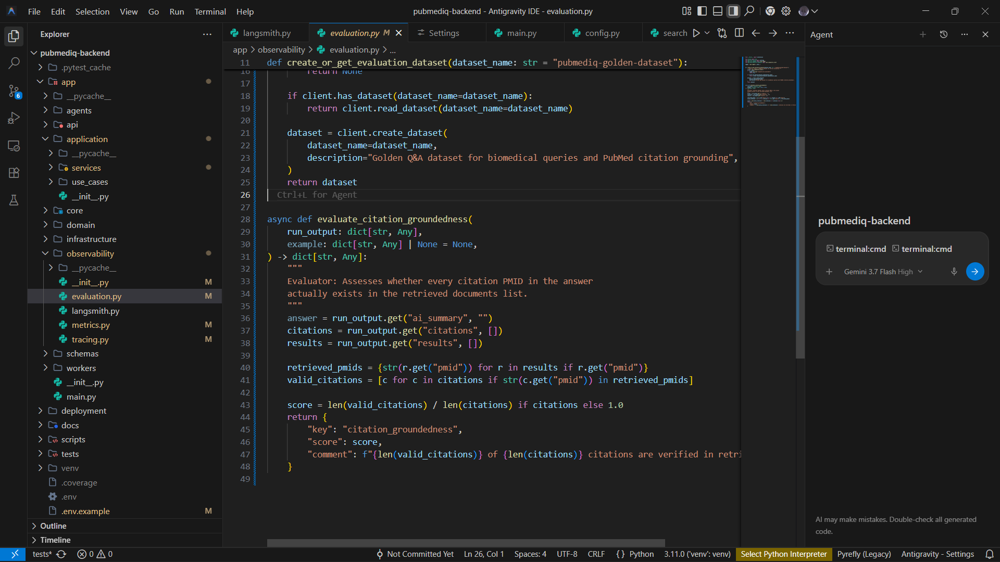 File Edit Selection View Go Run Terminal Help
pubmediq-backend - Antigravity IDE - evaluation.py
Explorer
pubmediq-backend
.pytest_cache
app
__pycache__
agents
api
application
__pycache__
services
use_cases
__init__.py
core
domain
infrastructure
observability
__pycache__
__init__.py M
evaluation.py M
langsmith.py
metrics.py M
tracing.py M
schemas
workers
__init__.py
main.py
deployment
docs
scripts
tests
venv
.coverage
.env
.env.example M
Outline
Timeline
6
langsmith.py evaluation.py M Settings main.py config.py search
app > observability > evaluation.py > ...
11 def create_or_get_evaluation_dataset(dataset_name: str = "pubmediq-golden-dataset"):
16 return None
17
18 if client.has_dataset(dataset_name=dataset_name):
19 return client.read_dataset(dataset_name=dataset_name)
20
21 dataset = client.create_dataset(
22 dataset_name=dataset_name,
23 description="Golden Q&A dataset for biomedical queries and PubMed citation grounding",
24 )
25 return dataset
26 Ctrl+L for Agent
27
28 async def evaluate_citation_groundedness(
29 run_output: dict[str, Any],
30 example: dict[str, Any] | None = None,
31 ) -> dict[str, Any]:
32 """
33 Evaluator: Assesses whether every citation PMID in the answer
34 actually exists in the retrieved documents list.
35 """
36 answer = run_output.get("ai_summary", "")
37 citations = run_output.get("citations", [])
38 results = run_output.get("results", [])
39
40 retrieved_pmids = {str(r.get("pmid")) for r in results if r.get("pmid")}
41 valid_citations = [c for c in citations if str(c.get("pmid")) in retrieved_pmids]
42
43 score = len(valid_citations) / len(citations) if citations else 1.0
44 return {
45 "key": "citation_groundedness",
46 "score": score,
47 "comment": f"{len(valid_citations)} of {len(citations)} citations are verified in retri
48 }
49
Agent
pubmediq-backend
terminal:cmd terminal:cmd
Gemini 3.7 Flash High
AI may make mistakes. Double-check all generated
code.
tests* 0 0 Not Committed Yet Ln 26, Col 1 Spaces: 4 UTF-8 CRLF {} Python 3.11.0 ('venv': venv) Select Python Interpreter Pyrefly (Legacy) Antigravity - Settings